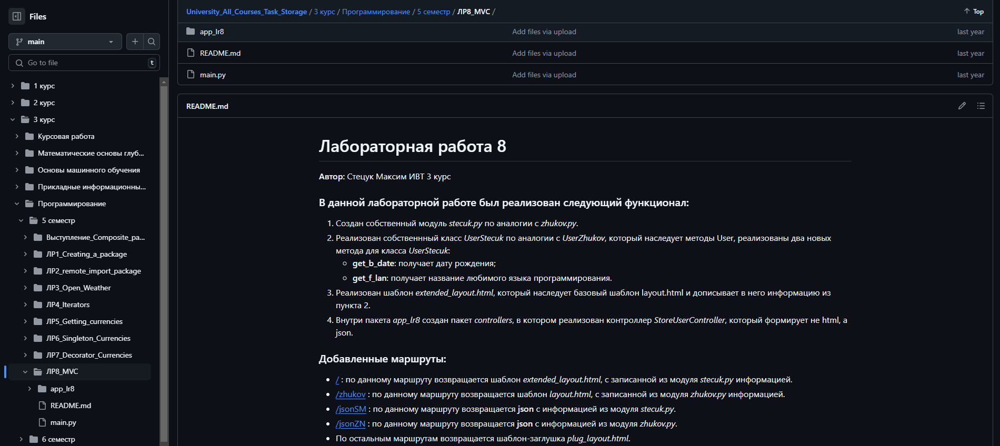 Files
main
Go to file
t
1 курс
2 курс
3 курс
Курсовая работа
Математические основы глуб...
Основы машинного обучения
Прикладные информационны...
Программирование
5 семестр
Выступление_Composite_pa...
ЛР1_Creating_a_package
ЛР2_remote_import_package
ЛР3_Open_Weather
ЛР4_Iterators
ЛР5_Getting_currencies
ЛР6_Singleton_Currencies
ЛР7_Decorator_Currencies
ЛР8_MVC
app_lr8
README.md
main.py
6 семестр
University_All_Courses_Task_Storage / 3 курс / Программирование / 5 семестр / ЛР8_MVC /
Top
app_lr8 Add files via upload last year
README.md Add files via upload last year
main.py Add files via upload last year
README.md
Лабораторная работа 8
Автор: Стецук Максим ИВТ 3 курс
В данной лабораторной работе был реализован следующий функционал:
1. Создан собственный модуль stecuk.py по аналогии с zhukov.py.
2. Реализован собственнный класс UserStecuk по аналогии с UserZhukov, который наследует методы User, реализованы два новых
метода для класса UserStecuk:
get_b_date: получает дату рождения;
get_f_lan: получает название любимого языка программирования.
3. Реализован шаблон extended_layout.html, который наследует базовый шаблон layout.html и дописывает в него информацию из
пункта 2.
4. Внутри пакета app_lr8 создан пакет controllers, в котором реализован контроллер StoreUserController, который формирует не html, а
json.
Добавленные маршруты:
/ : по данному маршруту возвращается шаблон extended_layout.html, с записанной из модуля stecuk.py информацией.
/zhukov : по данному маршруту возвращается шаблон layout.html, с записанной из модуля zhukov.py информацией.
/jsonSM : по данному маршруту возвращается json с информацией из модуля stecuk.py.
/jsonZN : по данному маршруту возвращается json с информацией из модуля zhukov.py.
По остальным маршрутам возвращается шаблон-заглушка plug_layout.html.